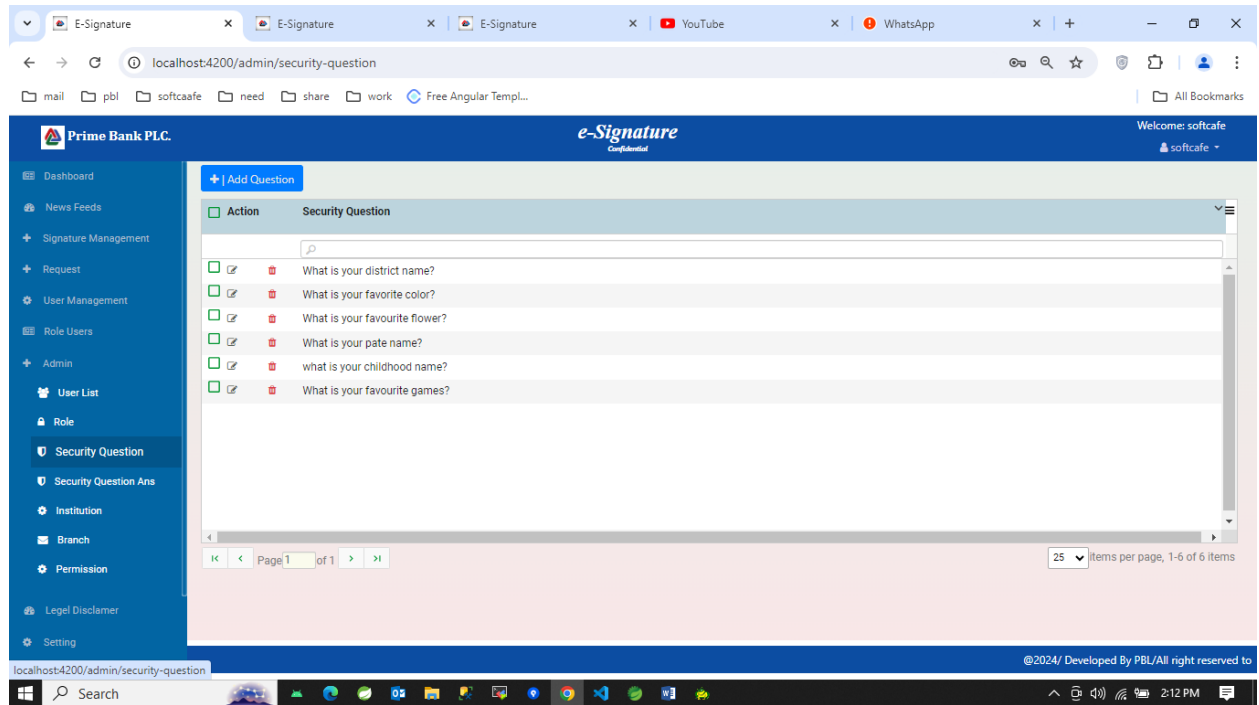 E-Signature
E-Signature
E-Signature
YouTube
WhatsApp
localhost:4200/admin/security-question
mail pbl softcaafe need share work Free Angular Templ... All Bookmarks
Prime Bank PLC.
e-Signature
Confidential
Welcome: softcafe
softcafe
Dashboard
News Feeds
Signature Management
Request
User Management
Role Users
Admin
User List
Role
Security Question
Security Question Ans
Institution
Branch
Permission
Legel Disclamer
Setting
+ | Add Question
Action Security Question
What is your district name?
What is your favorite color?
What is your favourite flower?
What is your pate name?
what is your childhood name?
What is your favourite games?
Page 1 of 1
25 items per page, 1-6 of 6 items
@2024/ Developed By PBL/All right reserved to
localhost:4200/admin/security-question
Search
2:12 PM